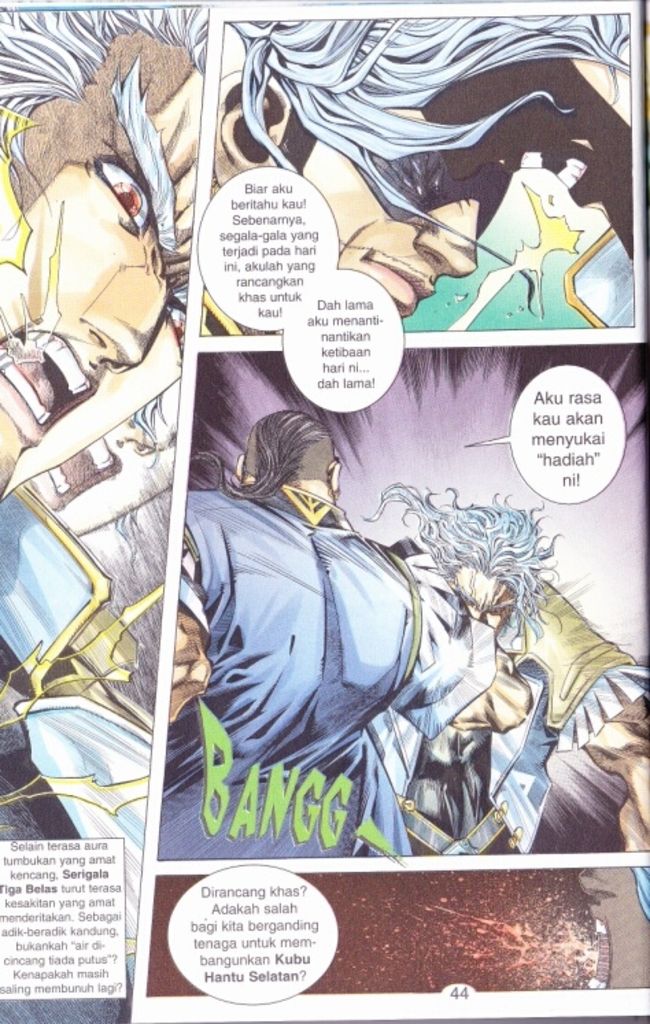 Biar aku
beritahu kau!
Sebenarnya,
segala-gala yang
terjadi pada hari
ini, akulah yang
rancangkan
khas untuk
kau!
Dah lama
aku menanti-
nantikan
ketibaan
hari ni...
dah lama!
Aku rasa
kau akan
menyukai
"hadiah"
ni!
BANGG
Selain terasa aura
tumbukan yang amat
kencang, Serigala
Tiga Belas turut terasa
kesakitan yang amat
menderitakan. Sebagai
adik-beradik kandung,
bukankah "air di-
cincang tiada putus"?
Kenapakah masih
saling membunuh lagi?
Dirancang khas?
Adakah salah
bagi kita berganding
tenaga untuk mem-
bangunkan Kubu
Hantu Selatan?
44